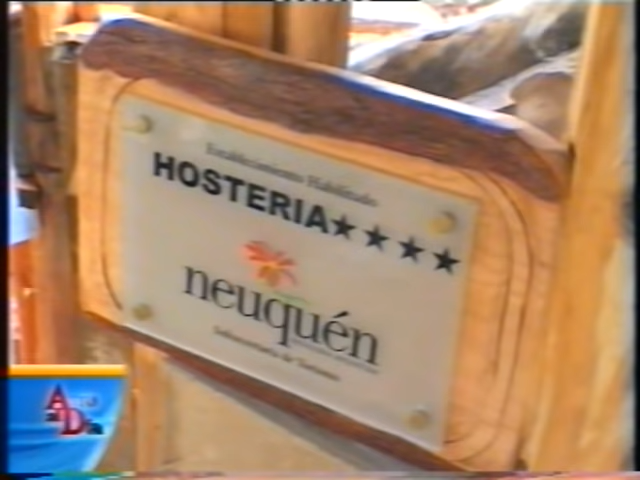 Establecimiento Habilitado
HOSTERIA★★★★
neuquén
Subsecretaría de Turismo